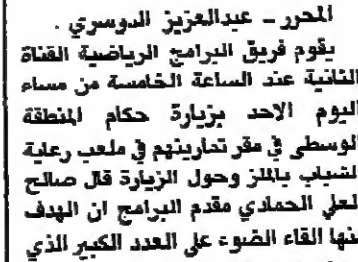 المحرر - عبدالعزيز الدوسري .
يقوم فريق البرامج الرياضية القناة
الثانية عند الساعة الخامسة من مساء
اليوم الاحد بزيارة حكام المنطقة
الوسطى في مقر تمارينهم في ملعب رعاية
الشباب بالملز وحول الزيارة قال صالح
لعلي الحمادي مقدم البرامج ان الهدف
منها القاء الضوء على العدد الكبير الذي